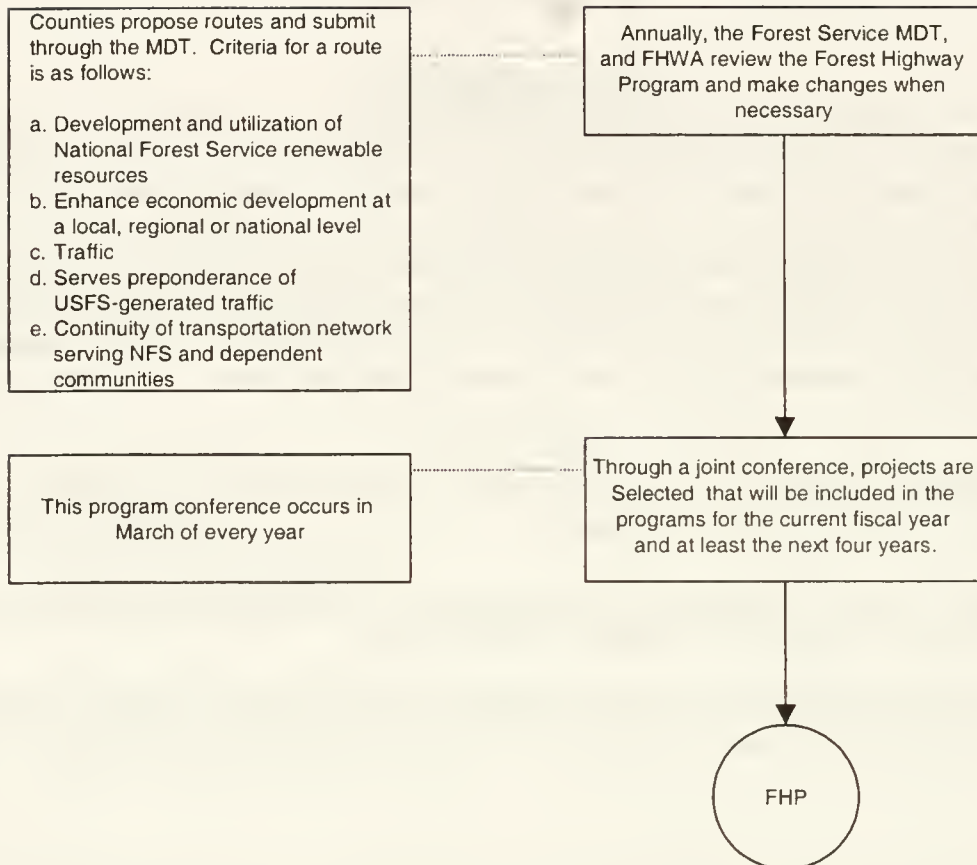 Counties propose routes and submit
through the MDT. Criteria for a route
is as follows:
a. Development and utilization of
National Forest Service renewable
resources
b. Enhance economic development at
a local, regional or national level
c. Traffic
d. Serves preponderance of
USFS-generated traffic
e. Continuity of transportation network
serving NFS and dependent
communities
Annually, the Forest Service MDT,
and FHWA review the Forest Highway
Program and make changes when
necessary
This program conference occurs in
March of every year
Through a joint conference, projects are
Selected that will be included in the
programs for the current fiscal year
and at least the next four years.
FHP